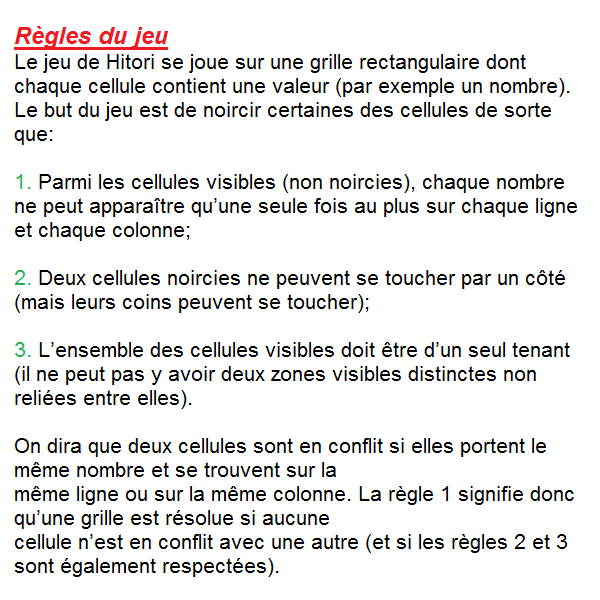 Règles du jeu
Le jeu de Hitori se joue sur une grille rectangulaire dont
chaque cellule contient une valeur (par exemple un nombre).
Le but du jeu est de noircir certaines des cellules de sorte
que:
1. Parmi les cellules visibles (non noircies), chaque nombre
ne peut apparaître qu’une seule fois au plus sur chaque ligne
et chaque colonne;
2. Deux cellules noircies ne peuvent se toucher par un côté
(mais leurs coins peuvent se toucher);
3. L’ensemble des cellules visibles doit être d’un seul tenant
(il ne peut pas y avoir deux zones visibles distinctes non
reliées entre elles).
On dira que deux cellules sont en conflit si elles portent le
même nombre et se trouvent sur la
même ligne ou sur la même colonne. La règle 1 signifie donc
qu’une grille est résolue si aucune
cellule n’est en conflit avec une autre (et si les règles 2 et 3
sont également respectées).